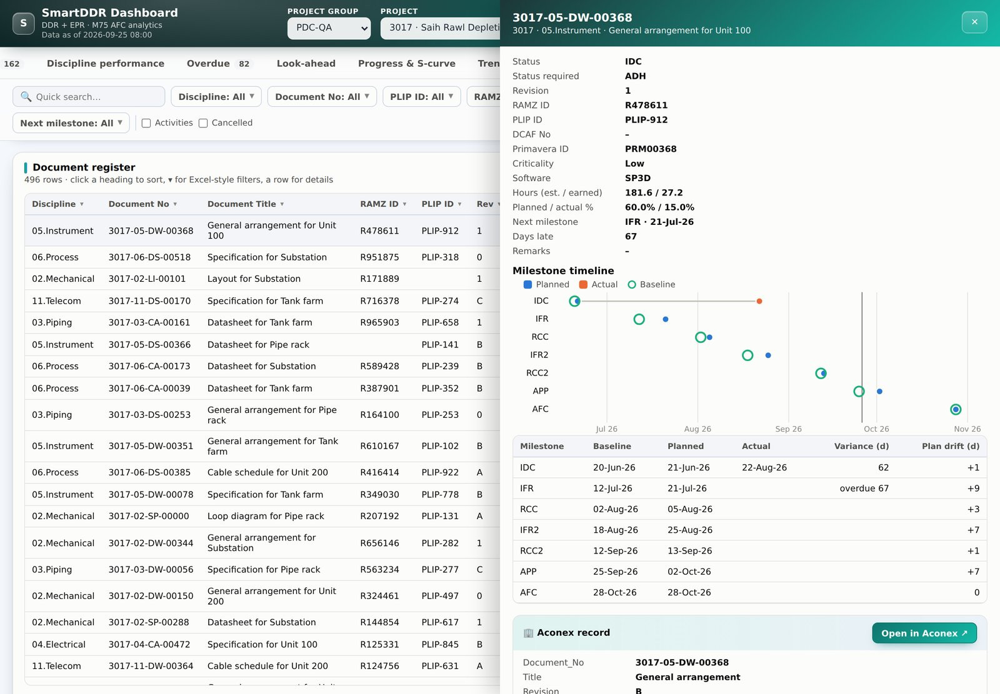 S
SmartDDR Dashboard
DDR + EPR · M75 AFC analytics
Data as of 2026-09-25 08:00
PROJECT GROUP
PDC-QA
PROJECT
3017 · Saih Rawl Depleti
162
Discipline performance
Overdue 82
Look-ahead
Progress & S-curve
Quick search...
Discipline: All ▼
Document No: All ▼
PLIP ID: All ▼
Next milestone: All ▼
Activities
Cancelled
Document register
496 rows · click a heading to sort, ▾ for Excel-style filters, a row for details
Discipline ▼ Document No ▼ Document Title ▼ RAMZ ID ▼ PLIP ID ▼ Rev
05.Instrument 3017-05-DW-00368 General arrangement for Unit 100 R478611 PLIP-912 1
06.Process 3017-06-DS-00518 Specification for Substation R951875 PLIP-318 0
02.Mechanical 3017-02-LI-00101 Layout for Substation R171889 1
11.Telecom 3017-11-DS-00170 Specification for Tank farm R716378 PLIP-274 C
03.Piping 3017-03-CA-00161 Datasheet for Tank farm R965903 PLIP-658 1
05.Instrument 3017-05-DS-00366 Datasheet for Pipe rack PLIP-141 B
06.Process 3017-06-CA-00173 Datasheet for Substation R589428 PLIP-239 B
06.Process 3017-06-CA-00039 Datasheet for Tank farm R387901 PLIP-352 B
03.Piping 3017-03-DS-00253 General arrangement for Pipe rack R164100 PLIP-253 0
05.Instrument 3017-05-DW-00351 General arrangement for Tank farm R610167 PLIP-102 B
06.Process 3017-06-DS-00385 Cable schedule for Unit 200 R416414 PLIP-922 A
05.Instrument 3017-05-DW-00078 Specification for Tank farm R349030 PLIP-778 B
02.Mechanical 3017-02-SP-00000 Loop diagram for Pipe rack R207192 PLIP-131 A
02.Mechanical 3017-02-DW-00344 General arrangement for Substation R656146 PLIP-282 1
03.Piping 3017-03-DW-00056 Specification for Pipe rack R563234 PLIP-277 C
02.Mechanical 3017-02-DW-00150 General arrangement for Unit 200 R324461 PLIP-497 0
02.Mechanical 3017-02-SP-00288 Datasheet for Substation R144854 PLIP-617 1
04.Electrical 3017-04-CA-00472 Specification for Unit 100 R125331 PLIP-845 B
11.Telecom 3017-11-DW-00364 Cable schedule for Unit 200 R124756 PLIP-631 A
3017-05-DW-00368
3017 · 05.Instrument · General arrangement for Unit 100
✕
Status IDC
Status required ADH
Revision 1
RAMZ ID R478611
PLIP ID PLIP-912
DCAF No –
Primavera ID PRM00368
Criticality Low
Software SP3D
Hours (est. / earned) 181.6 / 27.2
Planned / actual % 60.0% / 15.0%
Next milestone IFR · 21-Jul-26
Days late 67
Remarks –
Milestone timeline
Planned Actual Baseline
IDC
IFR
RCC
IFR2
RCC2
APP
AFC
Jul 26 Aug 26 Sep 26 Oct 26 Nov 26
Milestone Baseline Planned Actual Variance (d) Plan drift (d)
IDC 20-Jun-26 21-Jun-26 22-Aug-26 62 +1
IFR 12-Jul-26 21-Jul-26 overdue 67 +9
RCC 02-Aug-26 05-Aug-26 +3
IFR2 18-Aug-26 25-Aug-26 +7
RCC2 12-Sep-26 13-Sep-26 +1
APP 25-Sep-26 02-Oct-26 +7
AFC 28-Oct-26 28-Oct-26 0
Aconex record
Open in Aconex ↗
Document_No 3017-05-DW-00368
Title General arrangement
Revision B